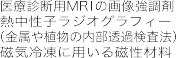 医療診断用MRIの画像強調剤
熱中性子ラジオグラフィー
(金属や植物の内部透過検査法)
磁気冷凍に用いる磁性材料